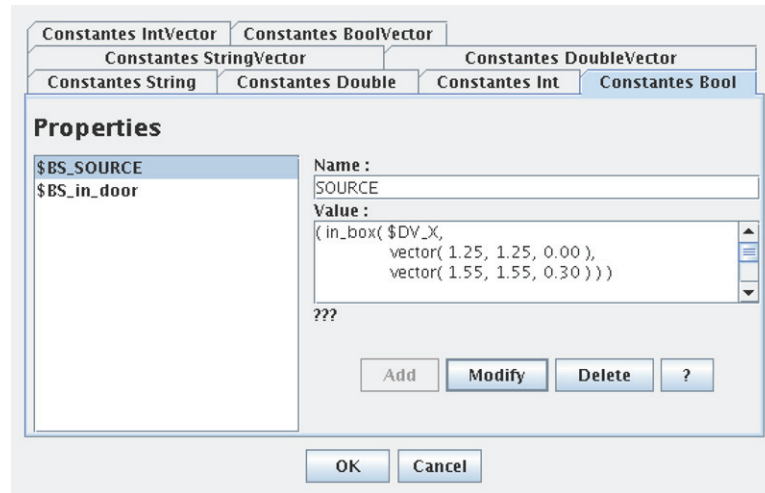 Constantes IntVector Constantes BoolVector
Constantes StringVector Constantes DoubleVector
Constantes String Constantes Double Constantes Int Constantes Bool
Properties
$BS_SOURCE
$BS_in_door
Name :
SOURCE
Value :
( in_box( $DV_X,
vector( 1.25, 1.25, 0.00 ),
vector( 1.55, 1.55, 0.30 ) ) )
???
Add Modify Delete ?
OK Cancel